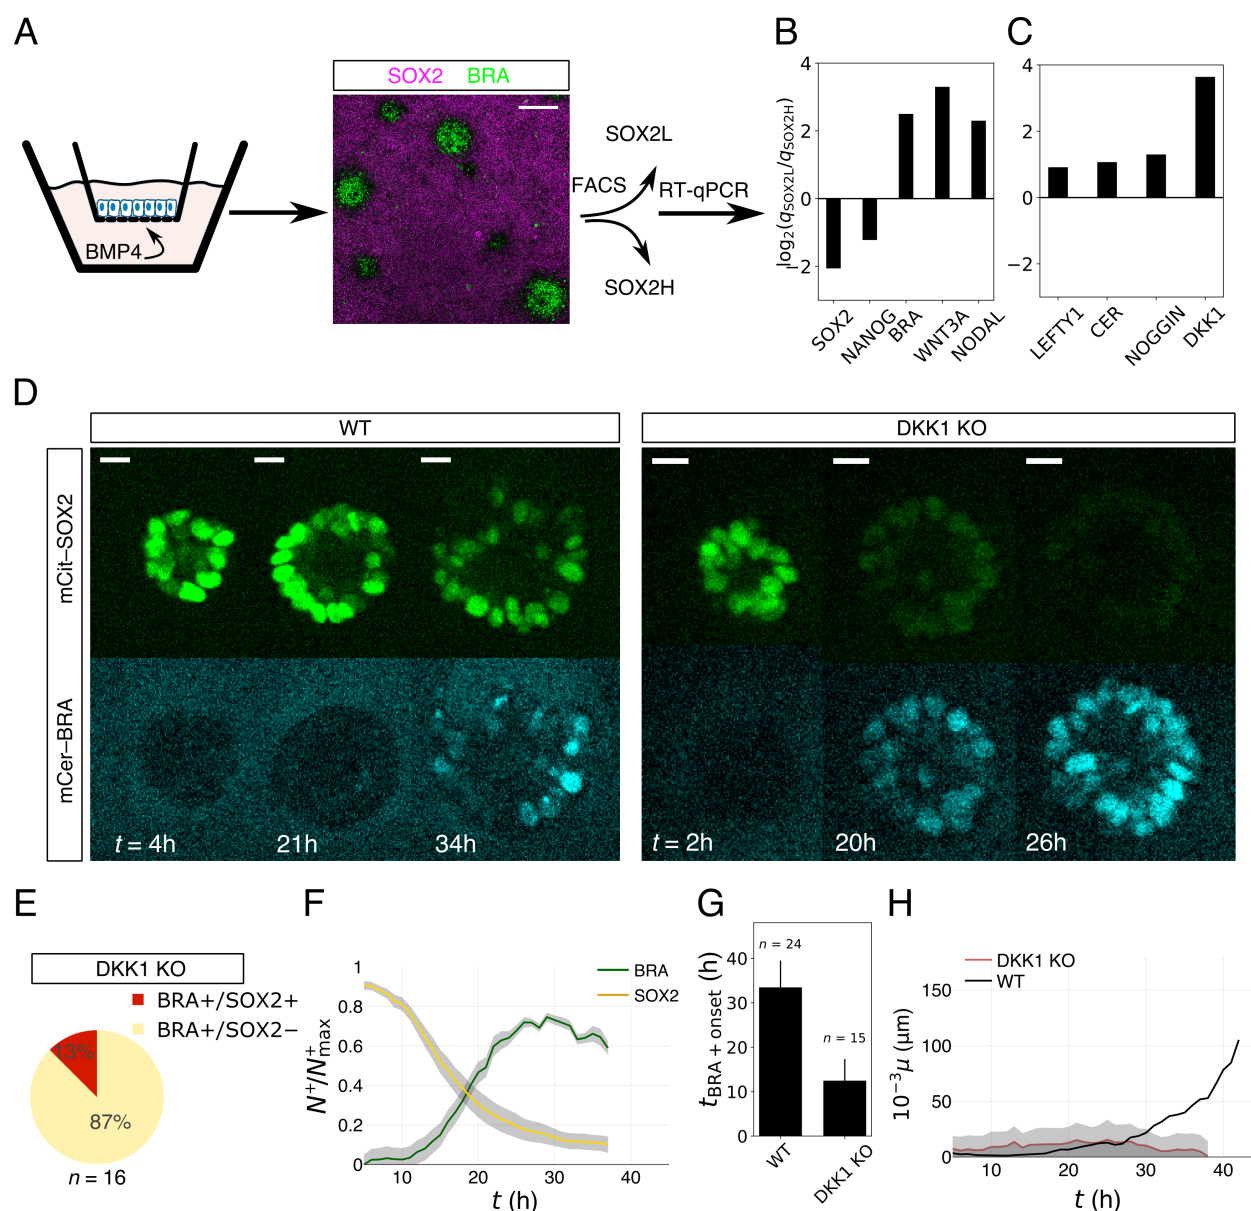 A
SOX2 BRA
BMP4
FACS
SOX2L
SOX2H
RT-qPCR
B
log2(qSOX2L/qSOX2H)
4
2
0
−2
SOX2
NANOG
BRA
WNT3A
NODAL
C
4
2
0
−2
LEFTY1
CER
NOGGIN
DKK1
D
WT
DKK1 KO
mCit–SOX2
mCer–BRA
t = 4h
21h
34h
t = 2h
20h
26h
E
DKK1 KO
BRA+/SOX2+
BRA+/SOX2−
13%
87%
n = 16
F
N+/N+max
1
0.8
0.6
0.4
0.2
0
BRA
SOX2
10 20 30 40
t (h)
G
tBRA + onset (h)
40
30
20
10
0
n = 24
n = 15
WT
DKK1 KO
H
DKK1 KO
WT
10−3μ (μm)
150
100
50
0
10 20 30 40
t (h)